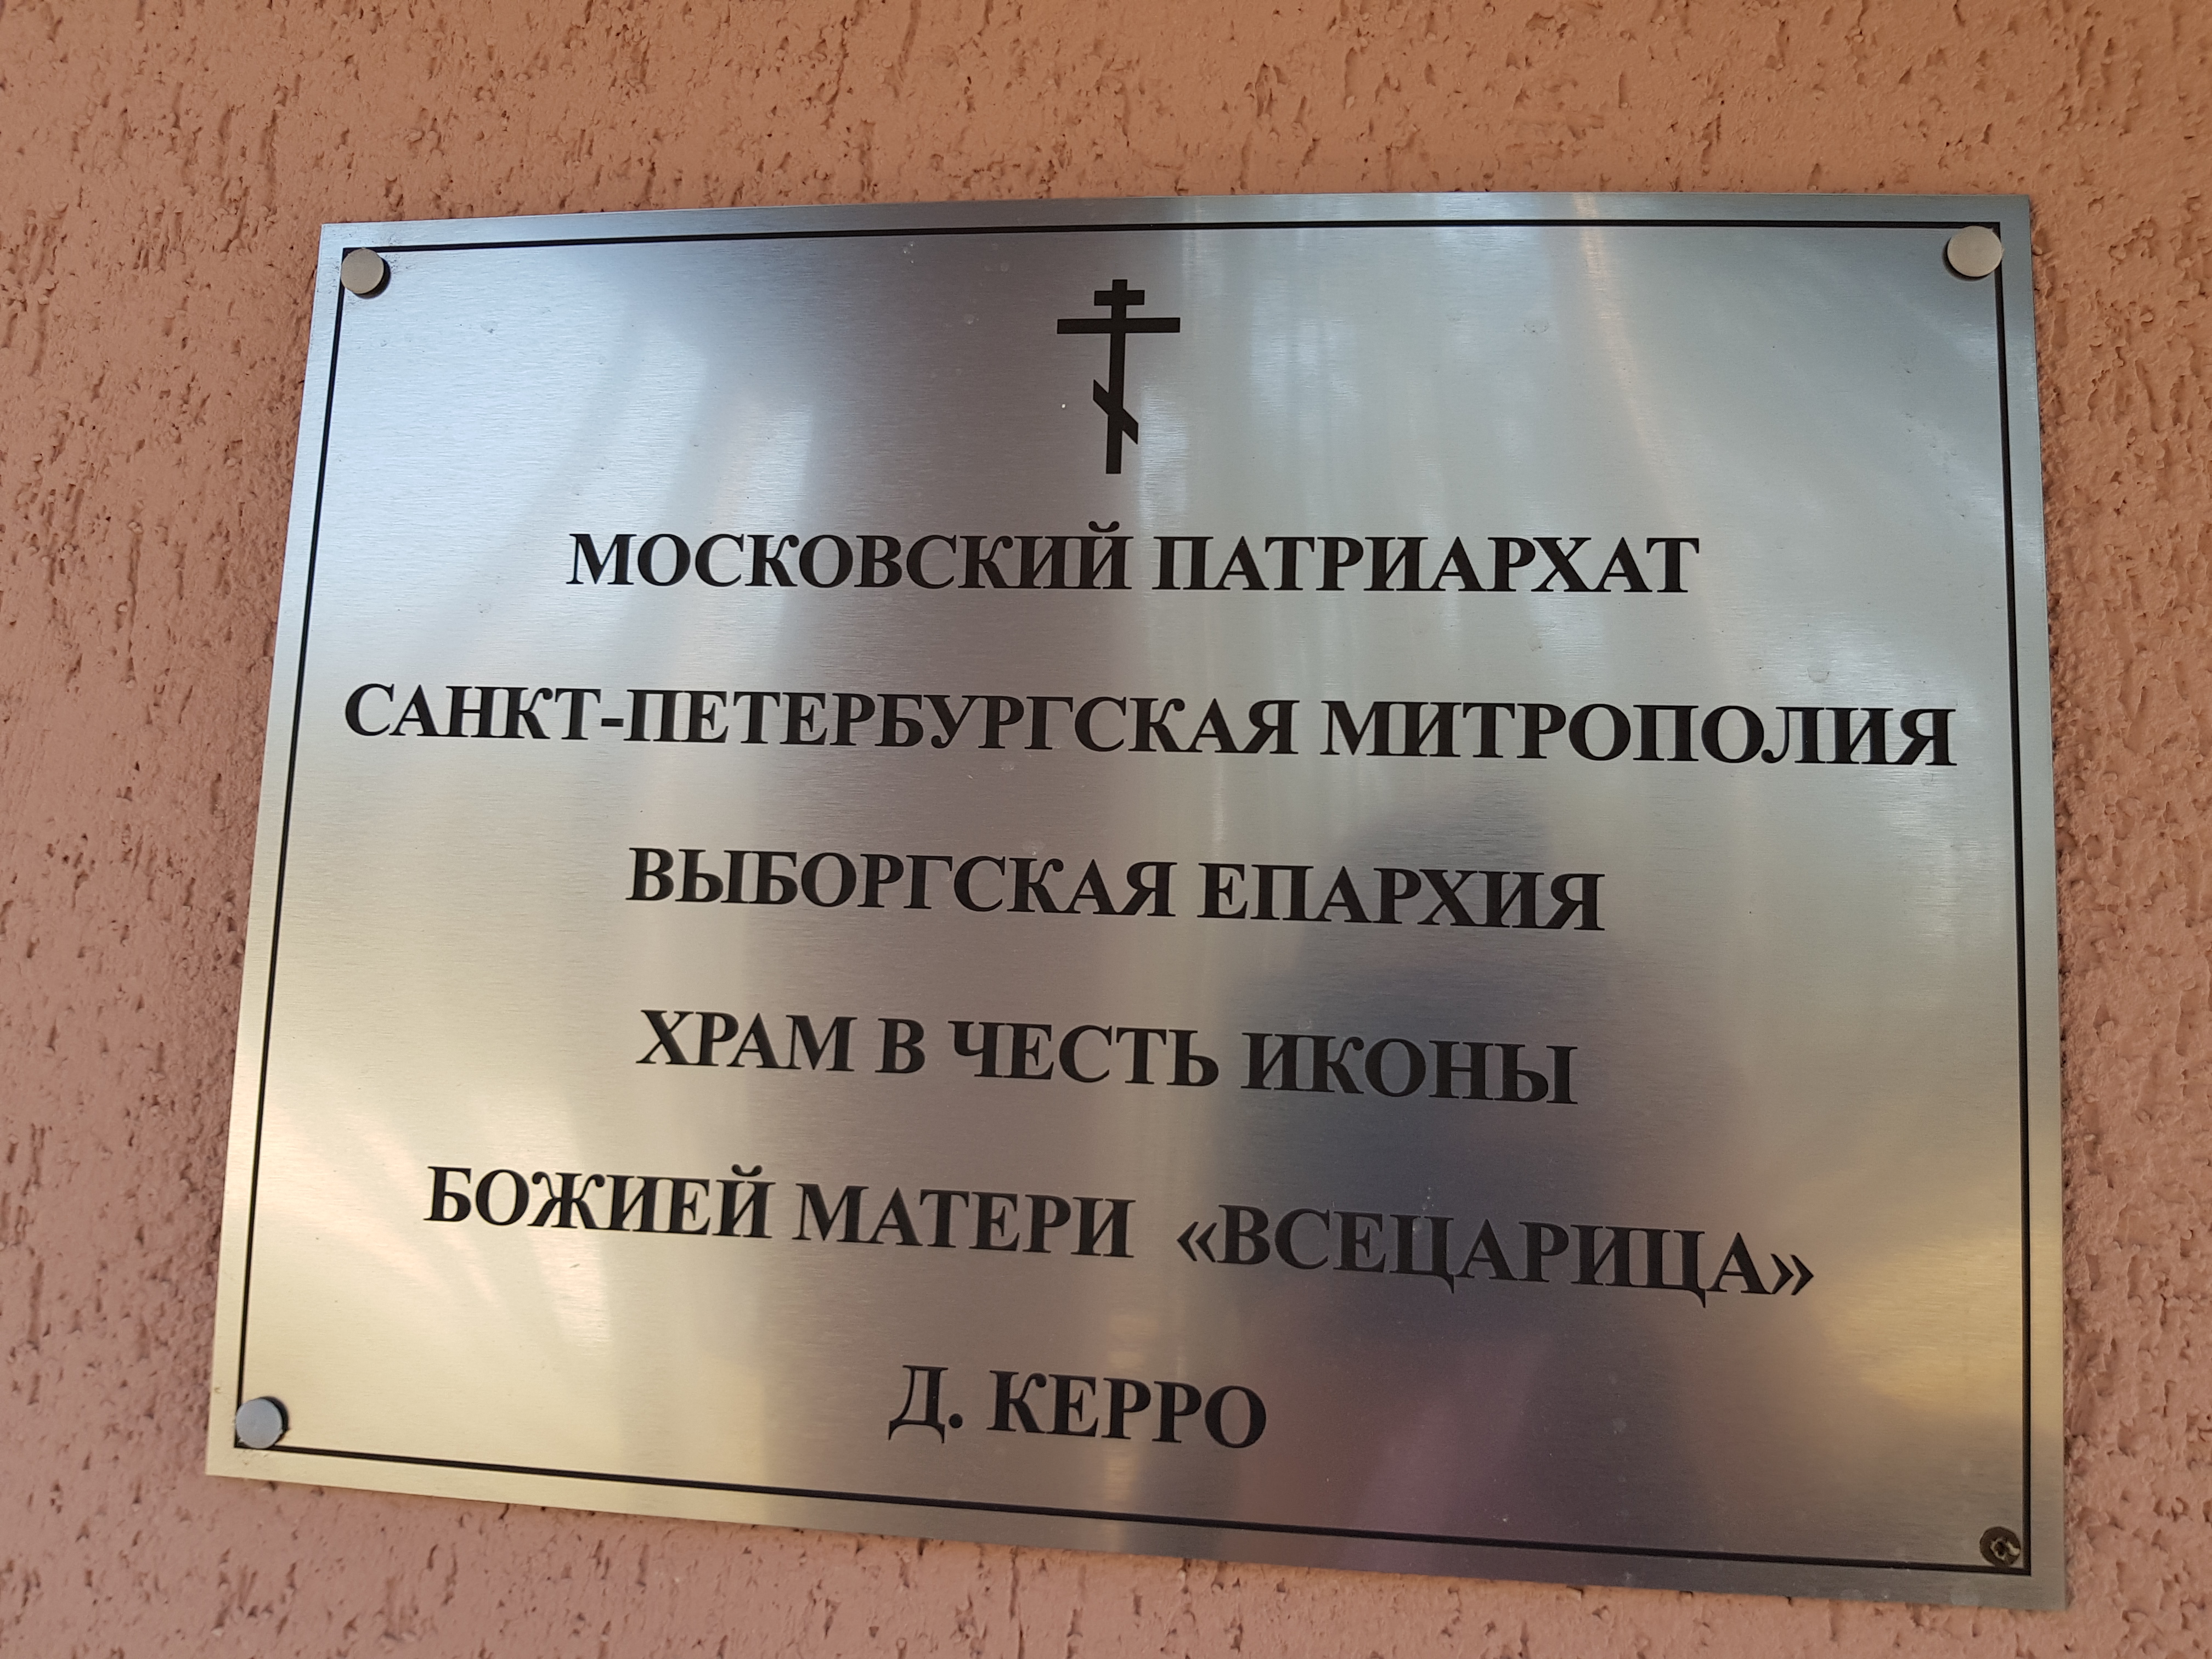 МОСКОВСКИЙ ПАТРИАРХАТ
САНКТ-ПЕТЕРБУРГСКАЯ МИТРОПОЛИЯ
ВЫБОРГСКАЯ ЕПАРХИЯ
ХРАМ В ЧЕСТЬ ИКОНЫ
БОЖИЕЙ МАТЕРИ «ВСЕЦАРИЦА»
Д. КЕРРО